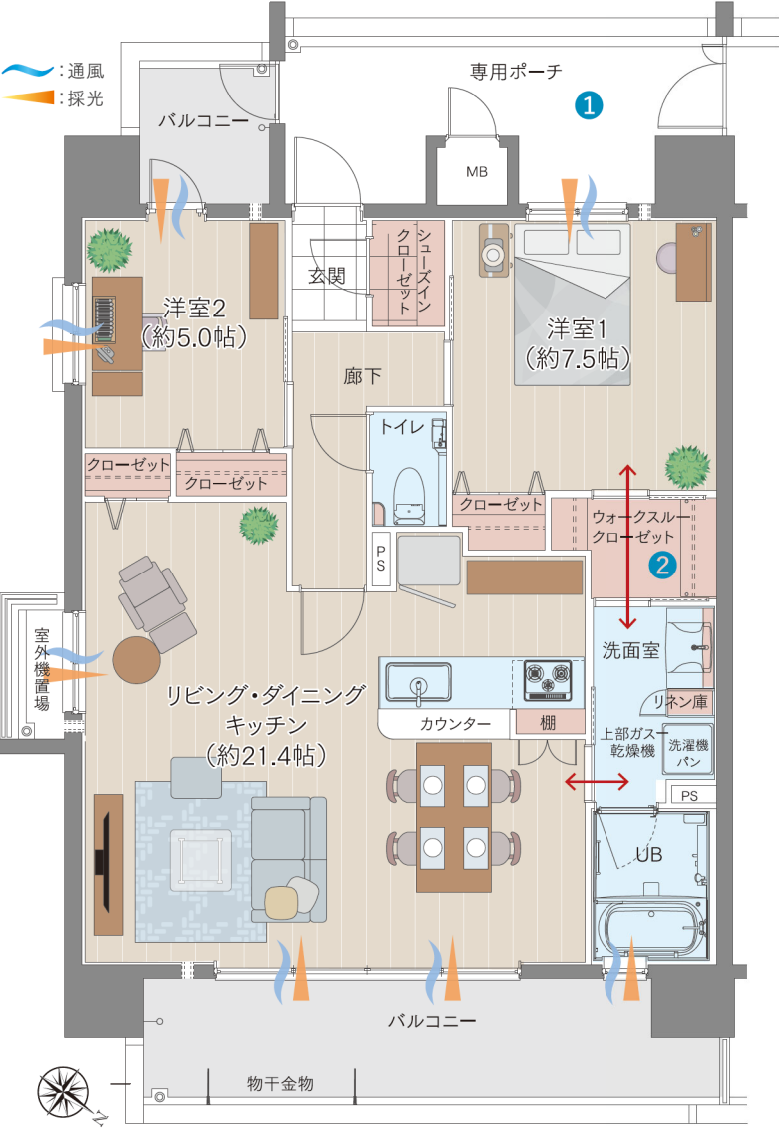 ：通風
：採光
専用ポーチ
1
バルコニー
MB
玄関
シューズイン
クローゼット
洋室2
（約5.0帖）
洋室1
（約7.5帖）
廊下
トイレ
クローゼット
クローゼット
クローゼット
ウォークスルー
クローゼット
2
PS
室外機置場
洗面室
リネン庫
リビング・ダイニング
キッチン
（約21.4帖）
カウンター
棚
上部ガス
乾燥機
洗濯機
パン
PS
UB
バルコニー
物干金物
N